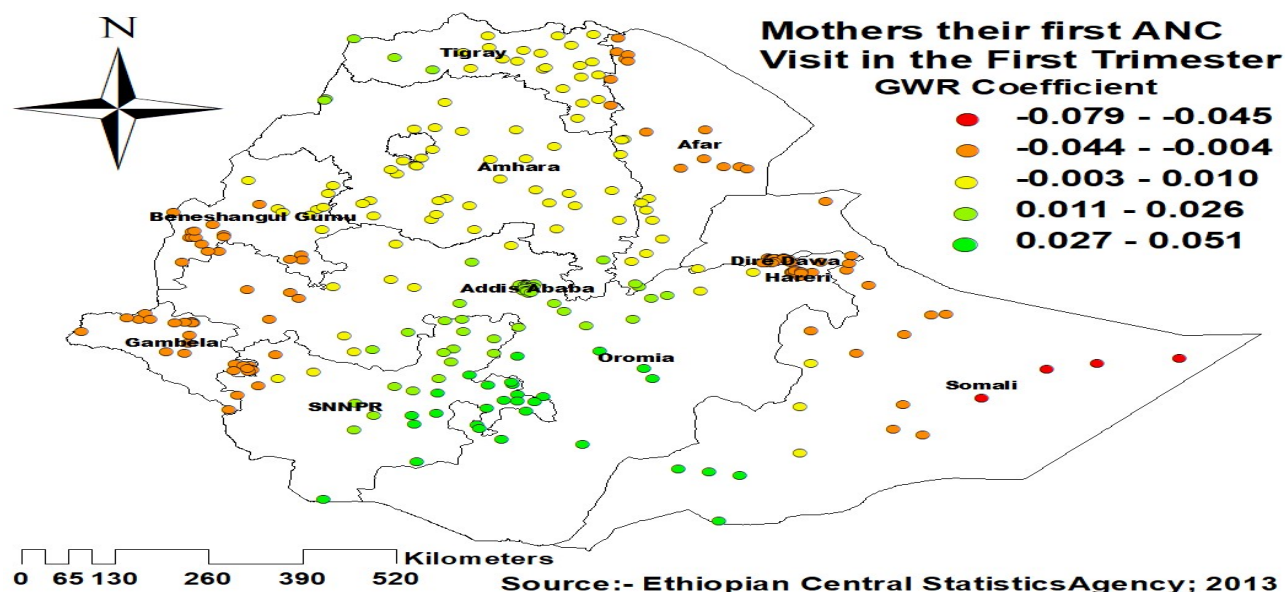 N
Mothers their first ANC
Visit in the First Trimester
GWR Coefficient
-0.079 - -0.045
-0.044 - -0.004
-0.003 - 0.010
0.011 - 0.026
0.027 - 0.051
Tigray
Afar
Amhara
Beneshangul Gumu
Dire Dawa
Hareri
Addis Ababa
Gambela
Oromia
Somali
SNNPR
Kilometers
0 65 130 260 390 520
Source:- Ethiopian Central StatisticsAgency; 2013